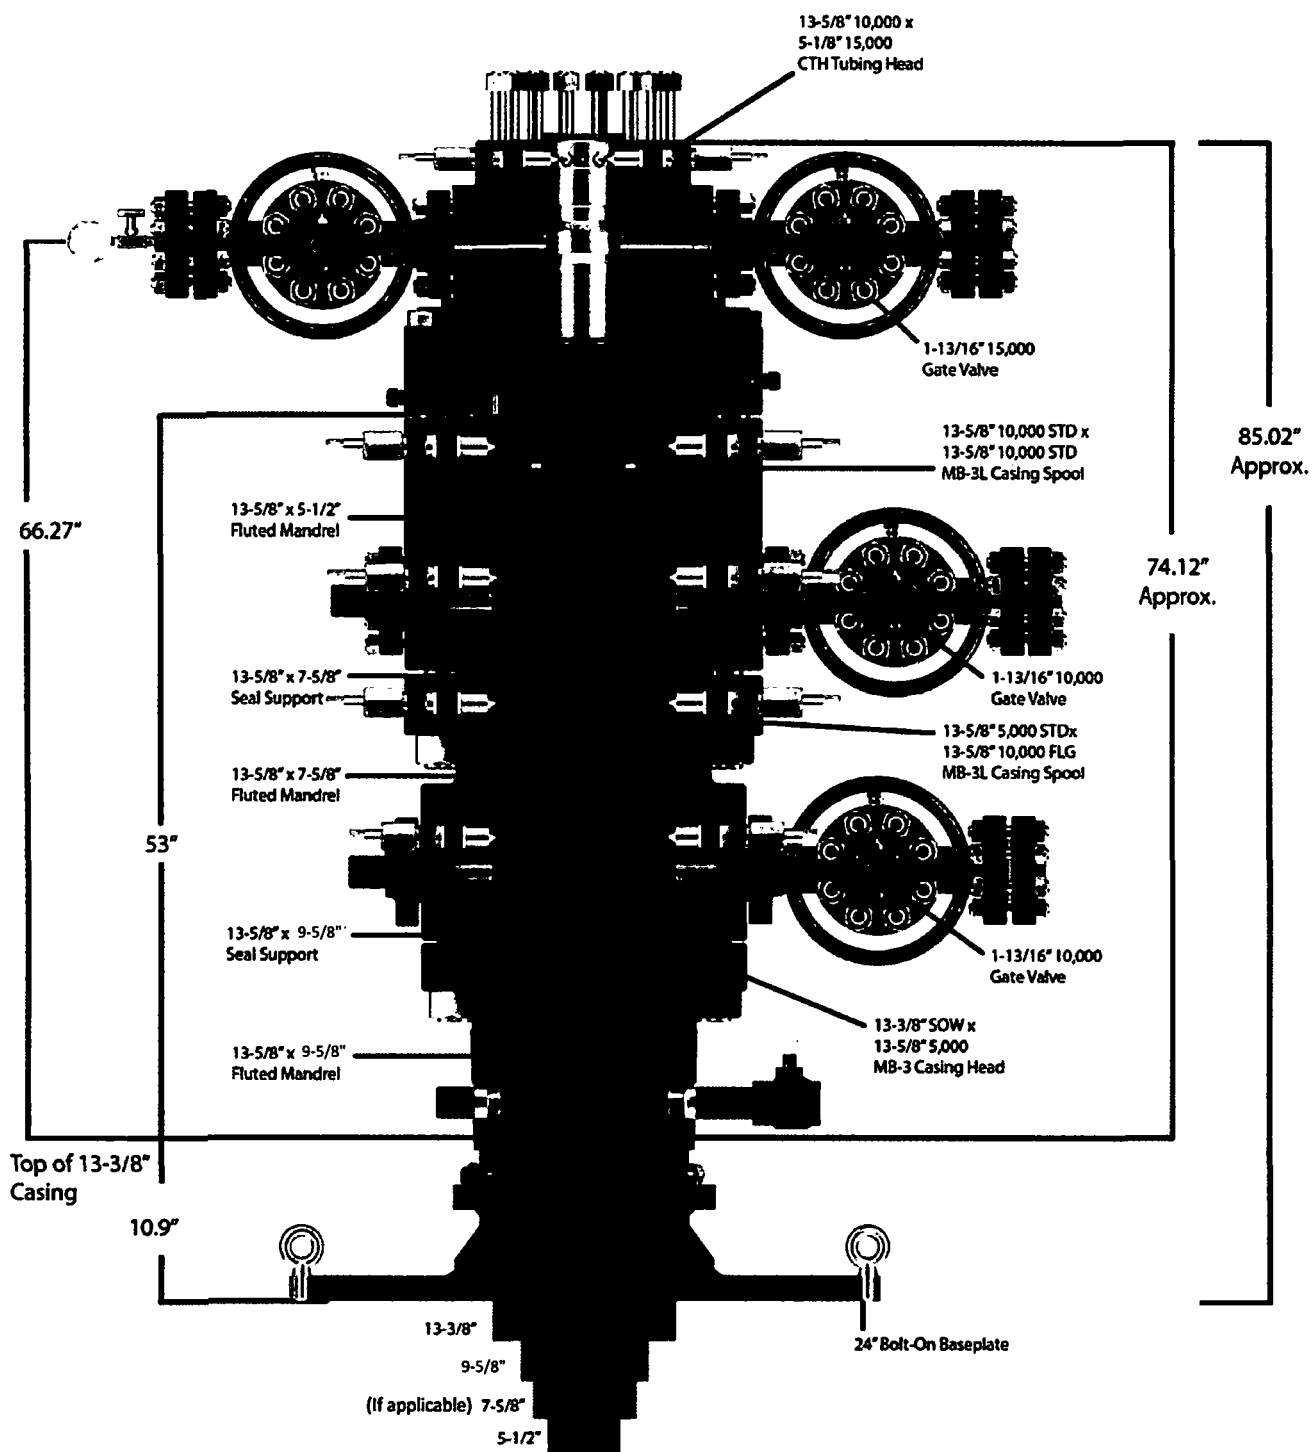 13-5/8" 10,000 x
5-1/8" 15,000
CTH Tubing Head
1-13/16" 15,000
Gate Valve
13-5/8" 10,000 STD x
13-5/8" 10,000 STD
MB-3L Casing Spool
85.02"
Approx.
13-5/8" x 5-1/2"
Fluted Mandrel
66.27"
74.12"
Approx.
13-5/8" x 7-5/8"
Seal Support
1-13/16" 10,000
Gate Valve
13-5/8" 5,000 STDx
13-5/8" 10,000 FLG
MB-3L Casing Spool
13-5/8" x 7-5/8"
Fluted Mandrel
53"
13-5/8" x 9-5/8"
Seal Support
1-13/16" 10,000
Gate Valve
13-3/8" SOW x
13-5/8" 5,000
MB-3 Casing Head
13-5/8" x 9-5/8"
Fluted Mandrel
Top of 13-3/8"
Casing
10.9"
13-3/8"
24" Bolt-On Baseplate
9-5/8"
(If applicable) 7-5/8"
5-1/2"